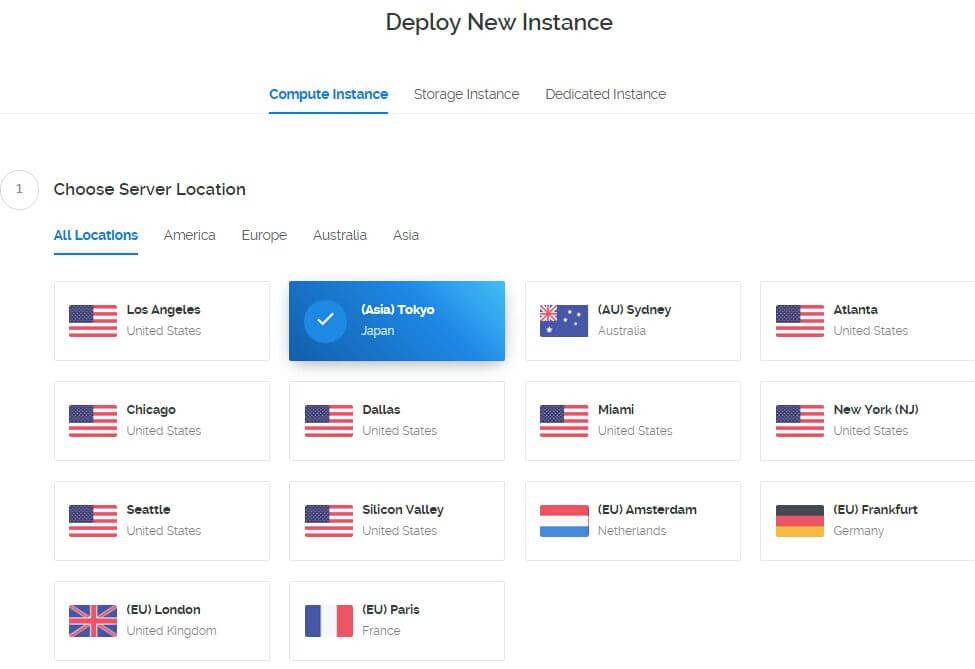 Deploy New Instance
Compute Instance Storage Instance Dedicated Instance
1 Choose Server Location
All Locations America Europe Australia Asia
Los Angeles
United States
(Asia) Tokyo
Japan
(AU) Sydney
Australia
Atlanta
United States
Chicago
United States
Dallas
United States
Miami
United States
New York (NJ)
United States
Seattle
United States
Silicon Valley
United States
(EU) Amsterdam
Netherlands
(EU) Frankfurt
Germany
(EU) London
United Kingdom
(EU) Paris
France